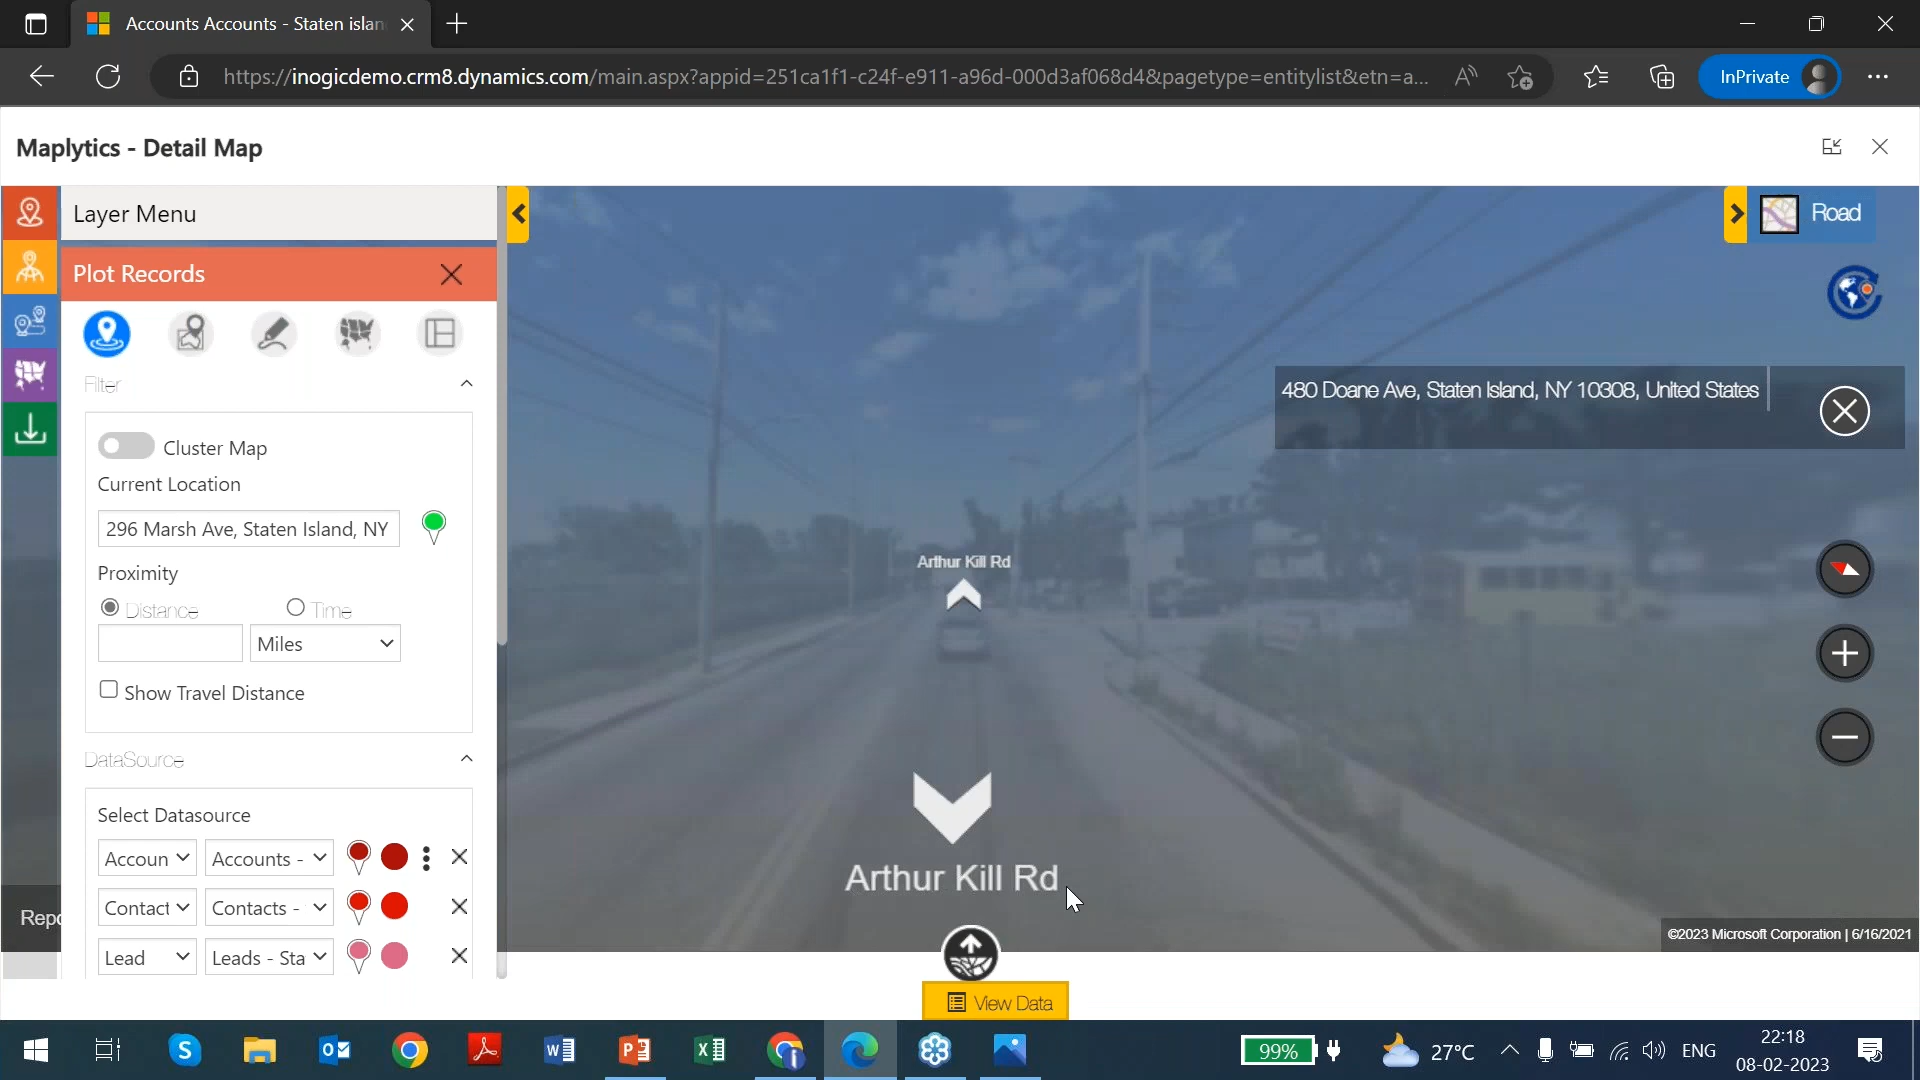 Accounts Accounts - Staten islan
https://inogicdemo.crm8.dynamics.com/main.aspx?appid=251ca1f1-c24f-e911-a96d-000d3af068d4&pagetype=entitylist&etn=a...
InPrivate
Maplytics - Detail Map
Layer Menu
Road
Plot Records
Filter
480 Doane Ave, Staten Island, NY 10308, United States
Cluster Map
Current Location
296 Marsh Ave, Staten Island, NY
Arthur Kill Rd
Proximity
Distance
Time
Miles
Show Travel Distance
DataSource
Select Datasource
Accoun
Accounts -
Arthur Kill Rd
Contact
Contacts -
Repo
©2023 Microsoft Corporation | 6/16/2021
Lead
Leads - Sta
View Data
99%
27°C
ENG
22:18
08-02-2023